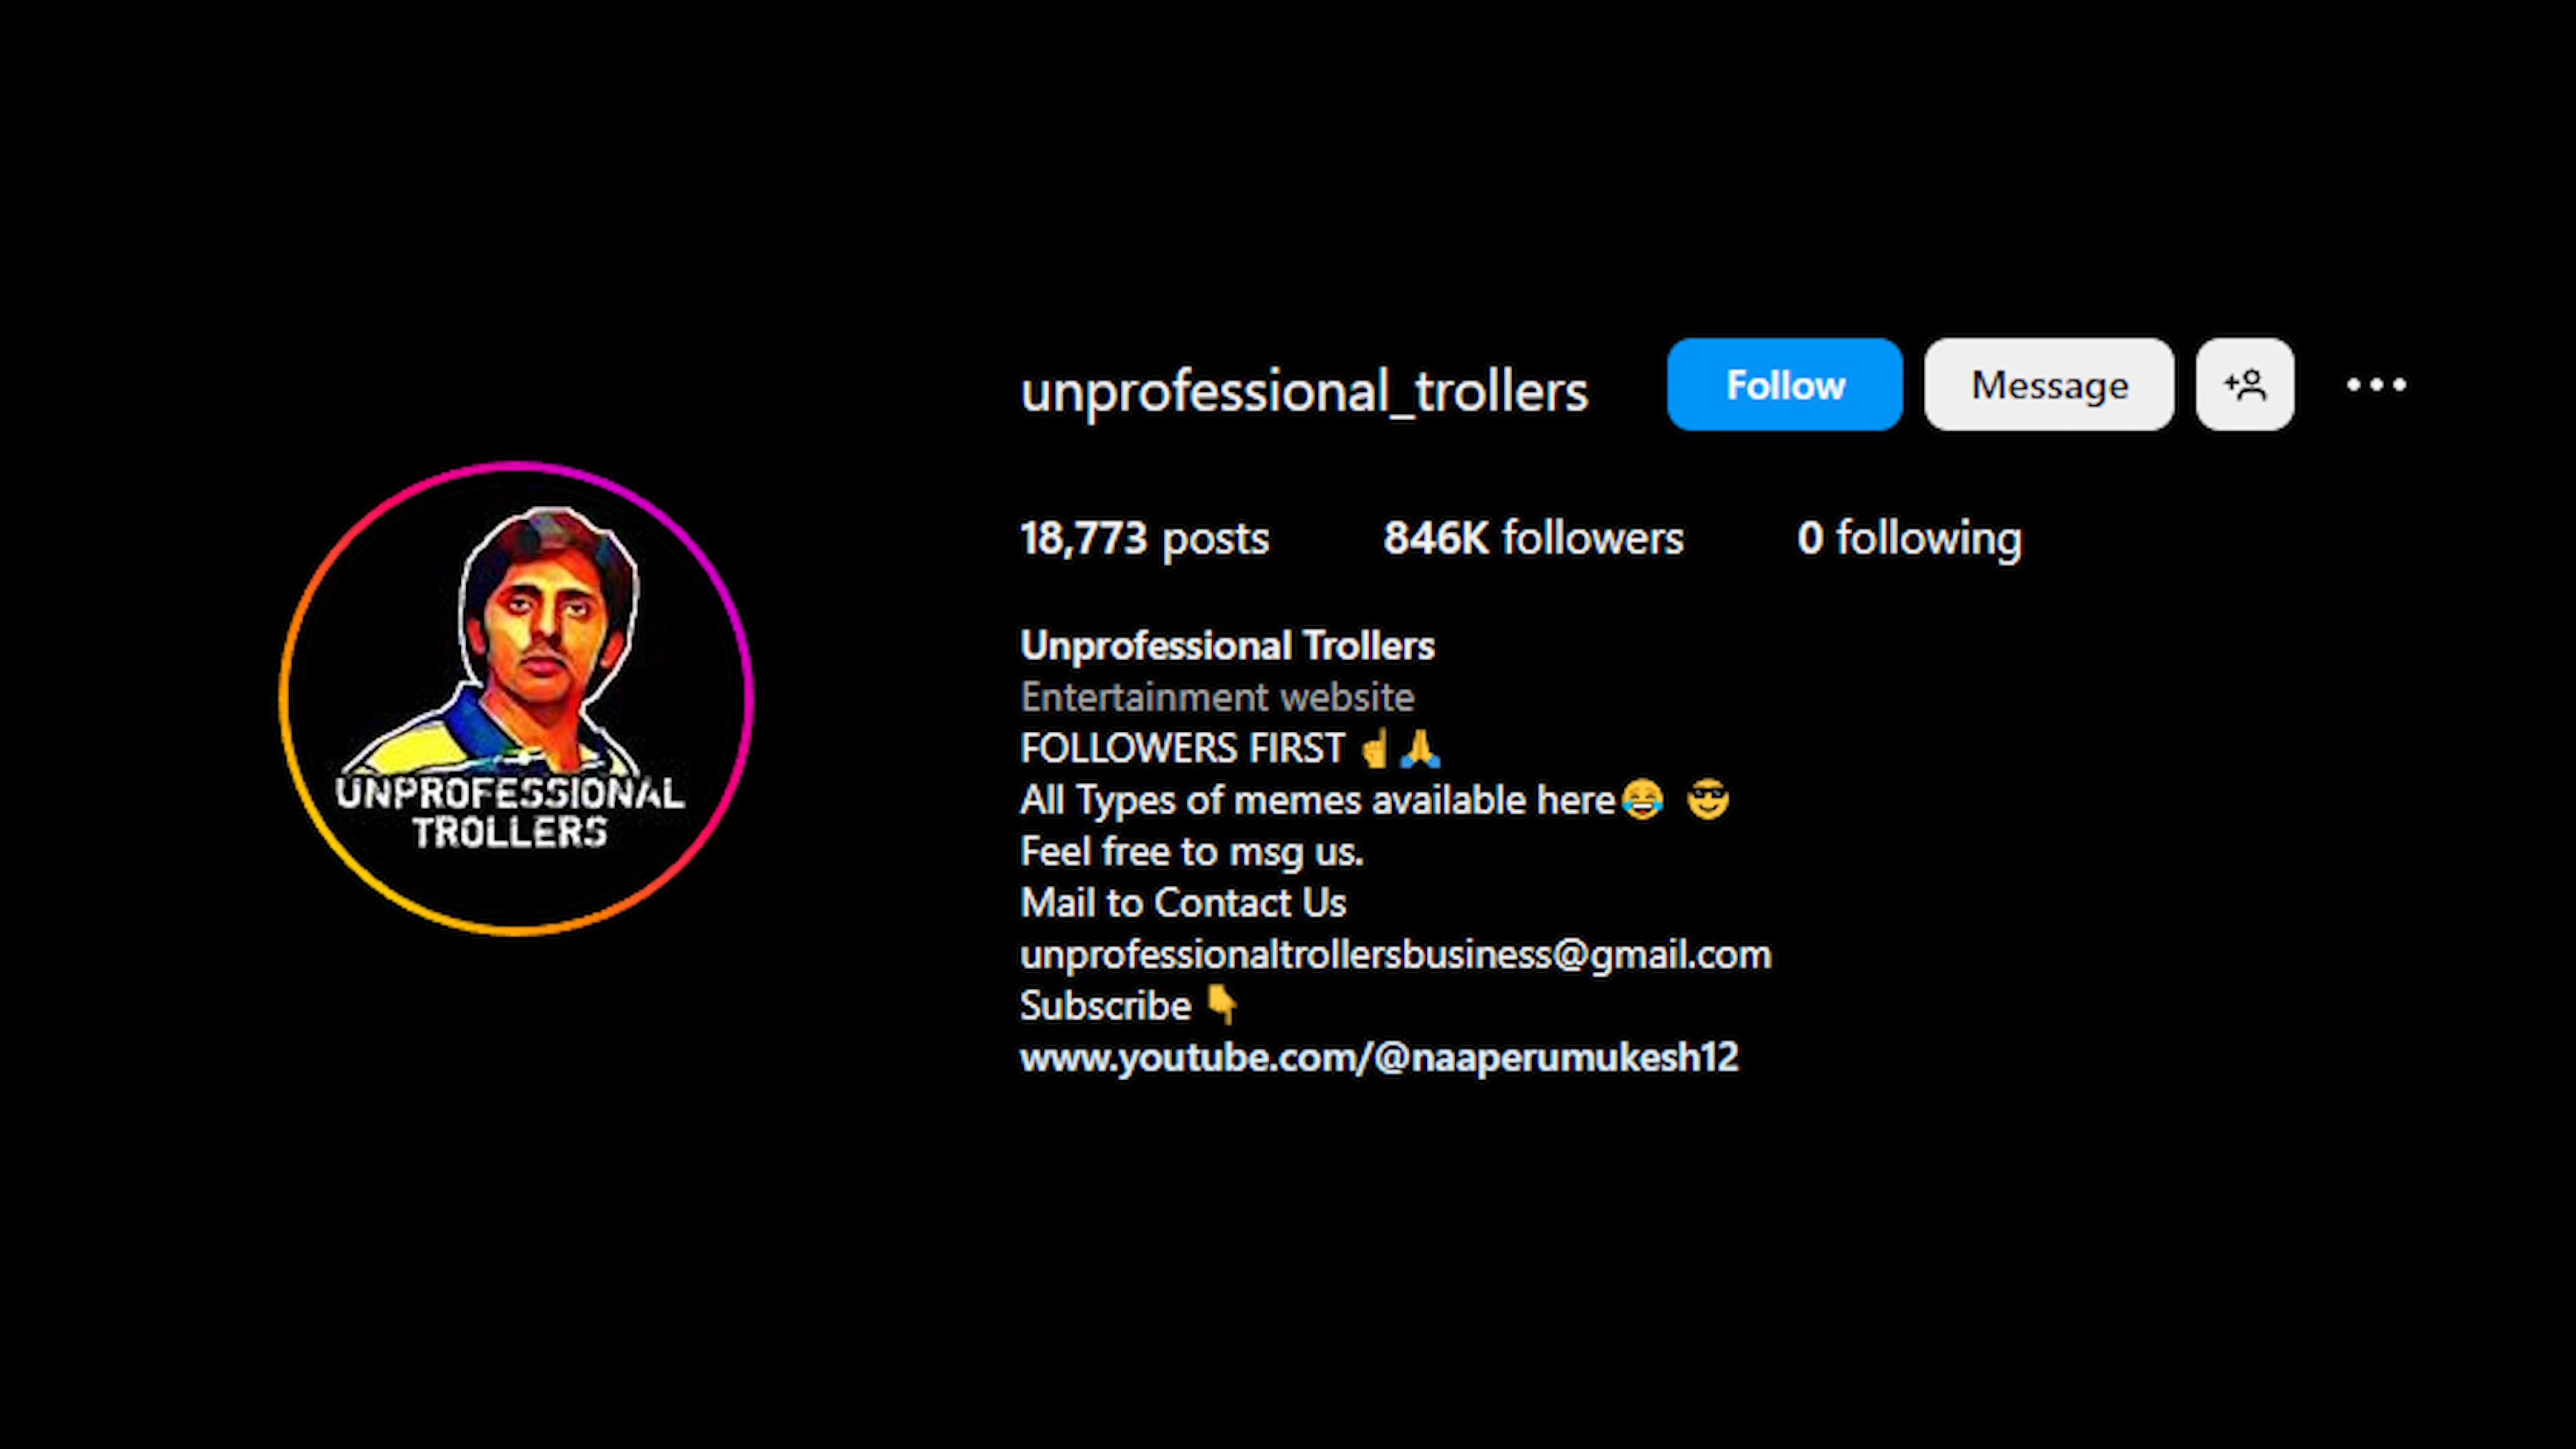 unprofessional_trollers Follow Message
18,773 posts 846K followers 0 following
Unprofessional Trollers
Entertainment website
FOLLOWERS FIRST ☝️🙏
All Types of memes available here😂 😎
Feel free to msg us.
Mail to Contact Us
unprofessionaltrollersbusiness@gmail.com
Subscribe 👇
www.youtube.com/@naaperumukesh12
UNPROFESSIONAL
TROLLERS